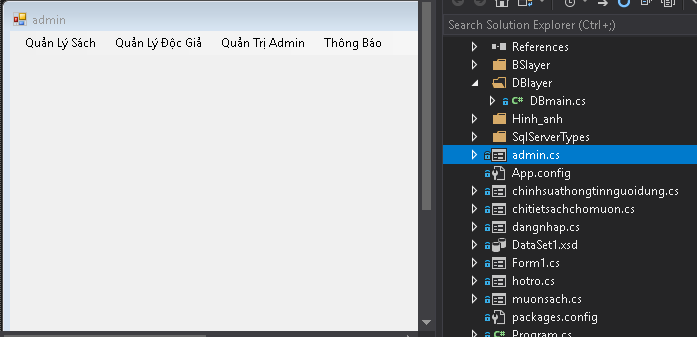 admin
Quản Lý Sách Quản Lý Độc Giả Quản Trị Admin Thông Báo
Search Solution Explorer (Ctrl+;)
References
BSlayer
DBlayer
C# DBmain.cs
Hinh_anh
SqlServerTypes
admin.cs
App.config
chinhsuathongtinnguoidung.cs
chitietsachchomuon.cs
dangnhap.cs
DataSet1.xsd
Form1.cs
hotro.cs
muonsach.cs
packages.config
C# Program.cs